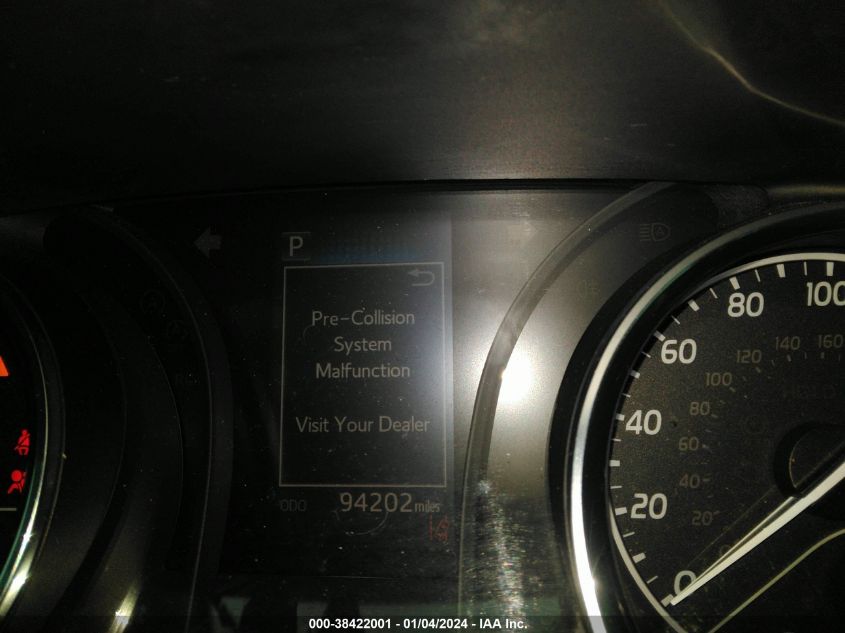 P
Pre-Collision
System
Malfunction
Visit Your Dealer
ODO 94202 miles
100
80
60
40
20
0
160
140
120
100
80
60
40
20
000-38422001 - 01/04/2024 - IAA Inc.